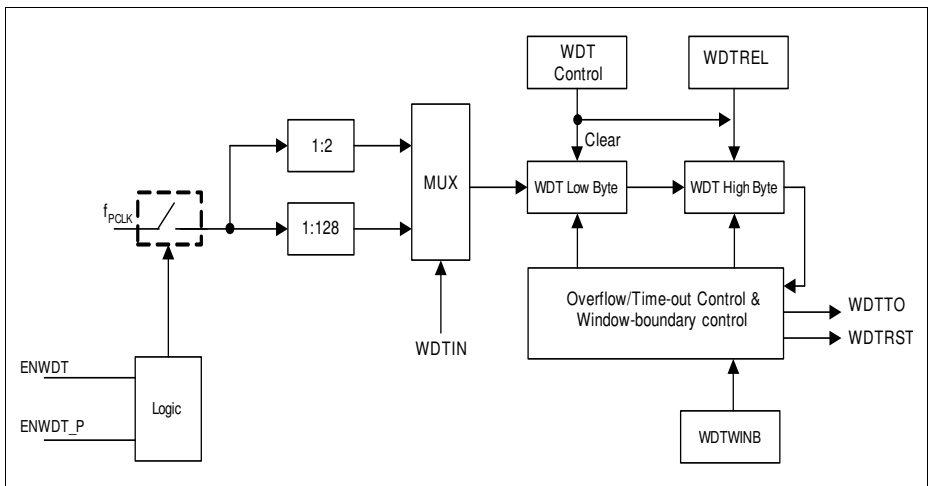 WDT
Control
WDTREL
Clear
1:2
MUX
WDT Low Byte
WDT High Byte
fPCLK
1:128
Overflow/Time-out Control &
Window-boundary control
WDTTO
WDTRST
WDTIN
ENWDT
Logic
ENWDT_P
WDTWINB